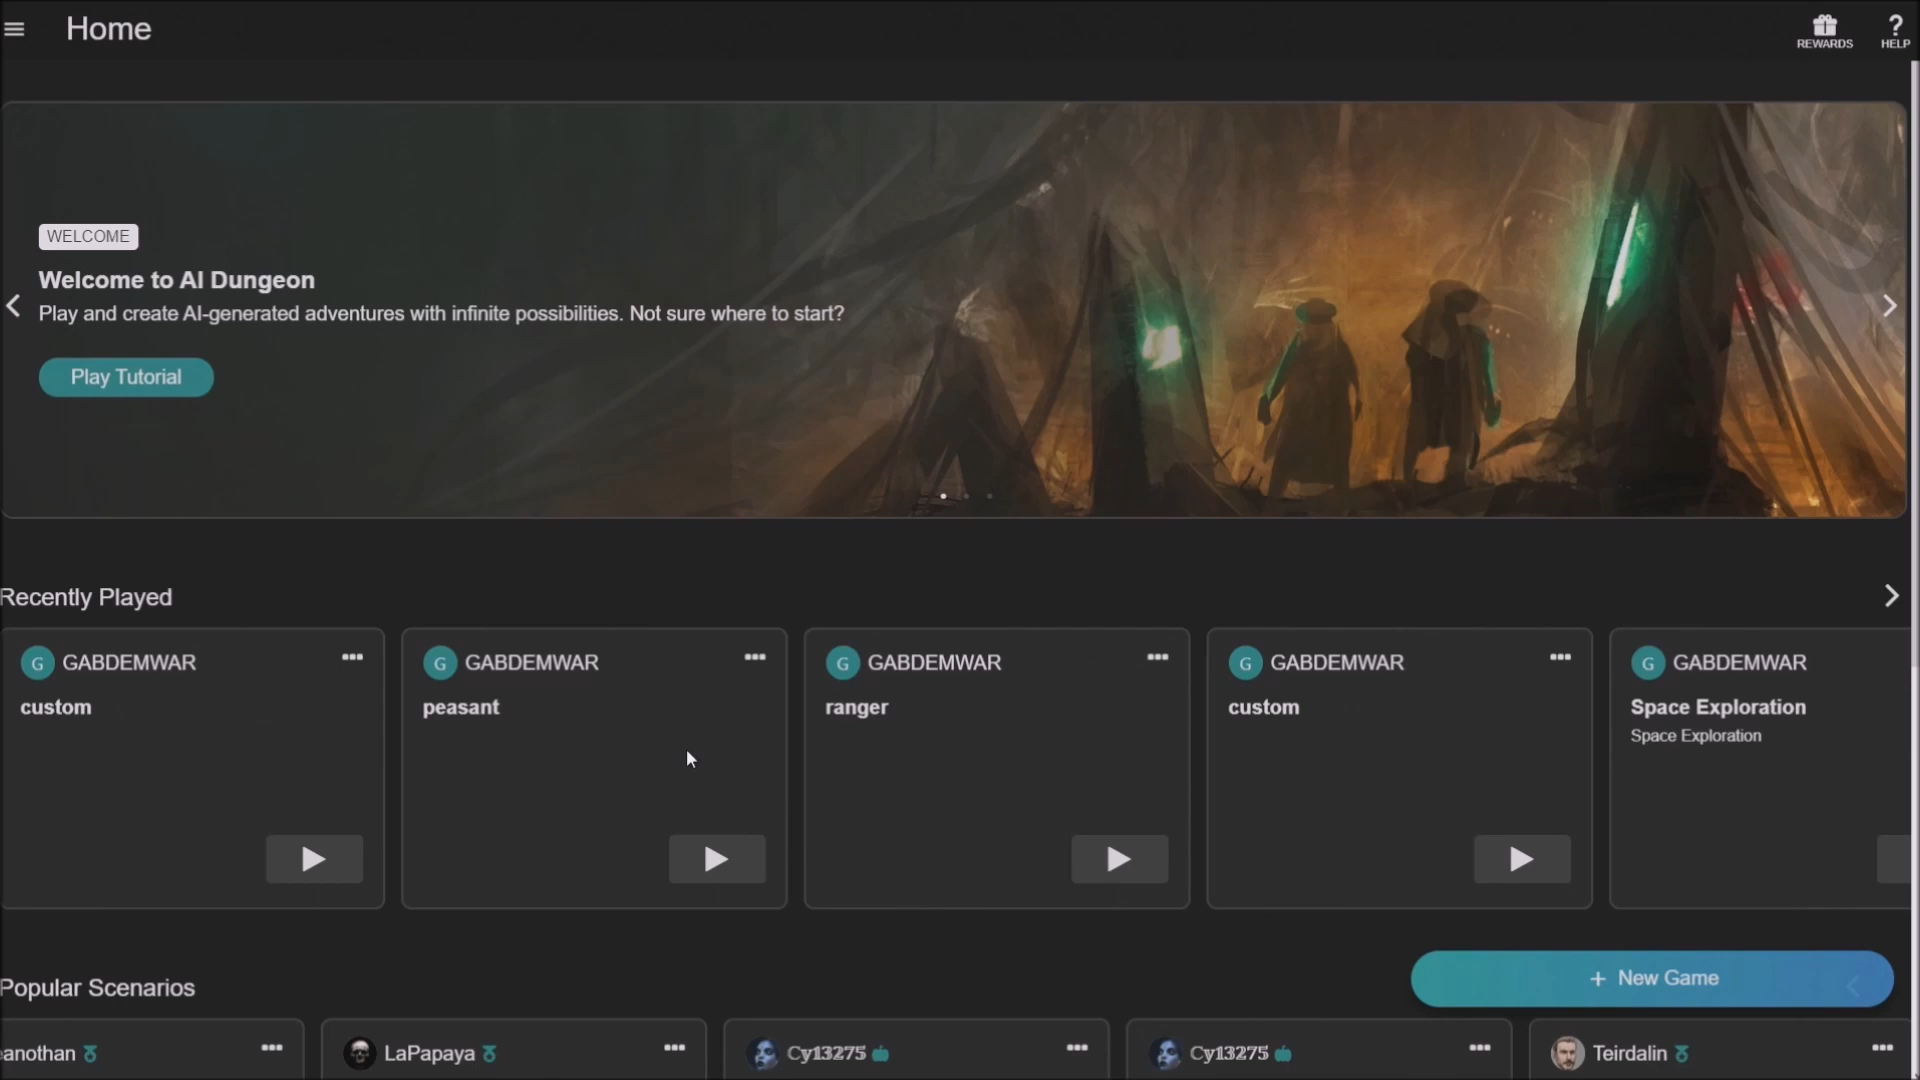 Home
REWARDS
HELP
WELCOME
Welcome to AI Dungeon
Play and create AI-generated adventures with infinite possibilities. Not sure where to start?
Play Tutorial
Recently Played
G GABDEMWAR
custom
G GABDEMWAR
peasant
G GABDEMWAR
ranger
G GABDEMWAR
custom
G GABDEMWAR
Space Exploration
Space Exploration
Popular Scenarios
+ New Game
anothan
LaPapaya
Cy13275
Cy13275
Teirdalin